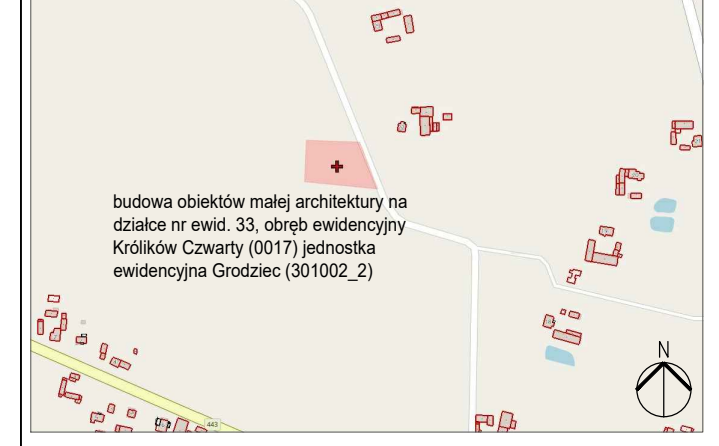 budowa obiektów małej architektury na
działce nr ewid. 33, obręb ewidencyjny
Królików Czwarty (0017) jednostka
ewidencyjna Grodziec (301002_2)
N
443